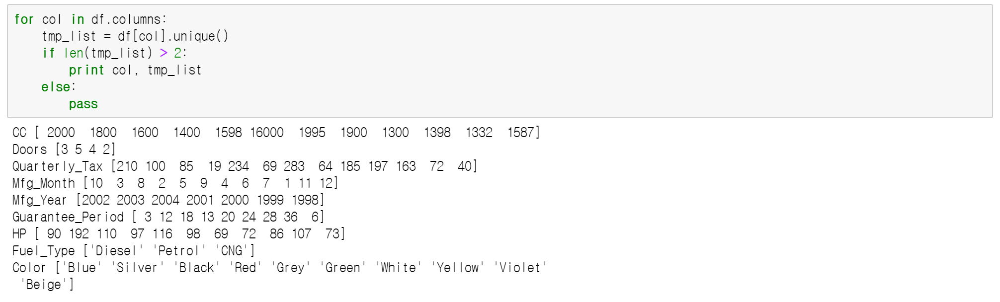 for col in df.columns:
    tmp_list = df[col].unique()
    if len(tmp_list) > 2:
        print col, tmp_list
    else:
        pass
CC [ 2000  1800  1600  1400  1598 16000  1995  1900  1300  1398  1332  1587]
Doors [3 5 4 2]
Quarterly_Tax [210 100  85  19 234  69 283  64 185 197 163  72  40]
Mfg_Month [10  3  8  2  5  9  4  6  7  1 11 12]
Mfg_Year [2002 2003 2004 2001 2000 1999 1998]
Guarantee_Period [ 3 12 18 13 20 24 28 36  6]
HP [ 90 192 110  97 116  98  69  72  86 107  73]
Fuel_Type ['Diesel' 'Petrol' 'CNG']
Color ['Blue' 'Silver' 'Black' 'Red' 'Grey' 'Green' 'White' 'Yellow' 'Violet'
 'Beige']